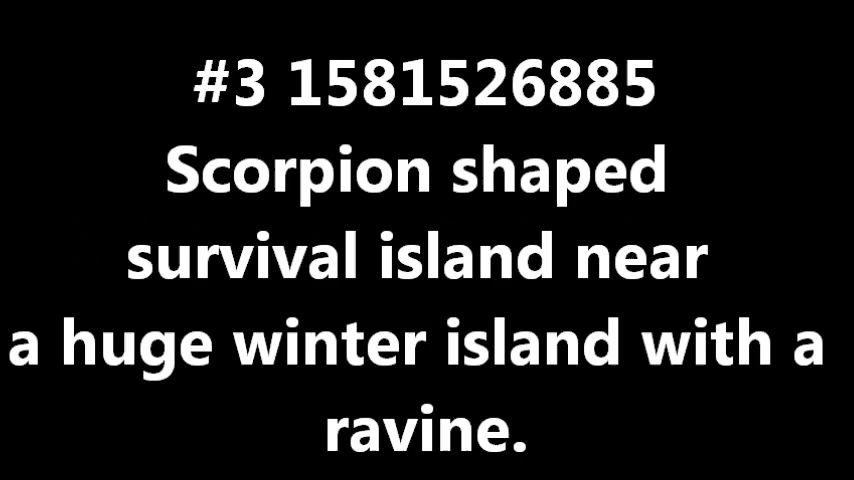 #3 1581526885
Scorpion shaped
survival island near
a huge winter island with a
ravine.